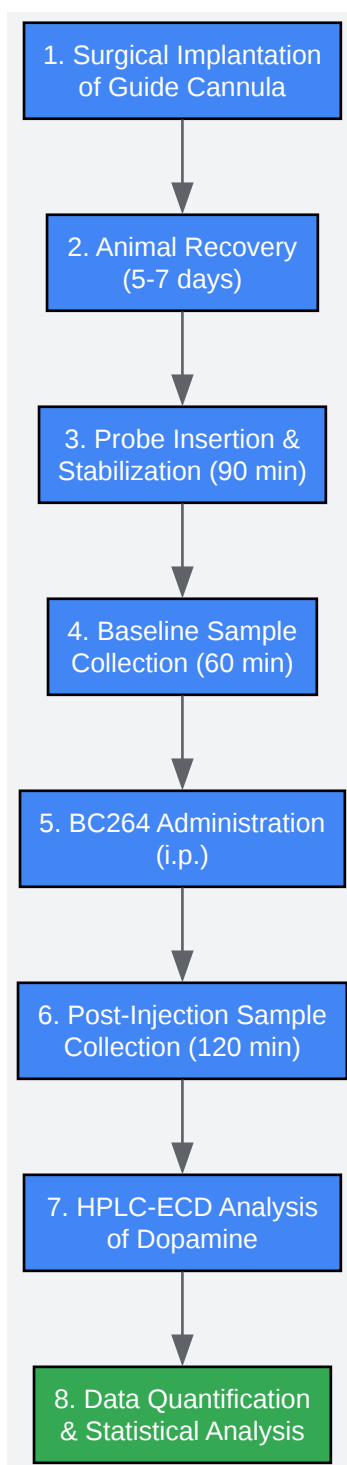 1. Surgical Implantation
of Guide Cannula
2. Animal Recovery
(5-7 days)
3. Probe Insertion &
Stabilization (90 min)
4. Baseline Sample
Collection (60 min)
5. BC264 Administration
(i.p.)
6. Post-Injection Sample
Collection (120 min)
7. HPLC-ECD Analysis
of Dopamine
8. Data Quantification
& Statistical Analysis